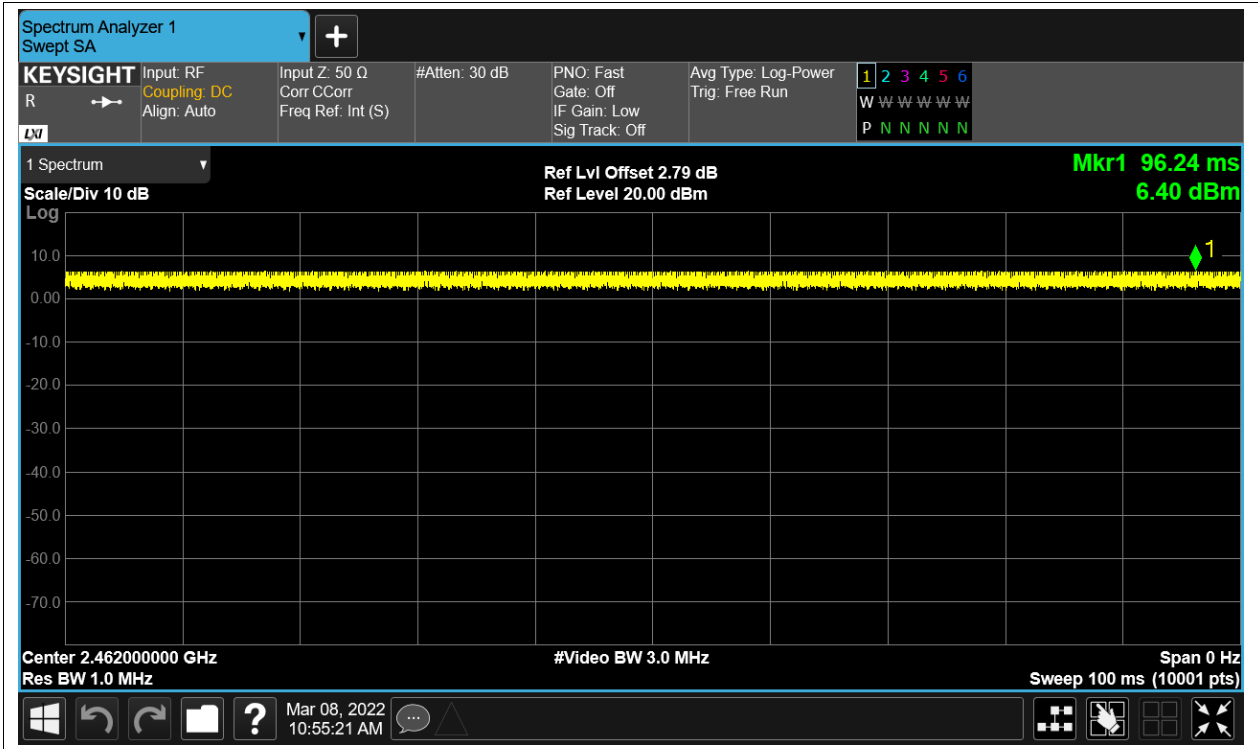 Spectrum Analyzer 1
Swept SA
+
KEYSIGHT
R
LXI
Input: RF
Coupling: DC
Align: Auto
Input Z: 50 Ω
Corr CCorr
Freq Ref: Int (S)
#Atten: 30 dB
PNO: Fast
Gate: Off
IF Gain: Low
Sig Track: Off
Avg Type: Log-Power
Trig: Free Run
1 2 3 4 5 6
W W W W W W
P N N N N N
1 Spectrum
Scale/Div 10 dB
Log
Ref Lvl Offset 2.79 dB
Ref Level 20.00 dBm
Mkr1 96.24 ms
6.40 dBm
1
10.0
0.00
-10.0
-20.0
-30.0
-40.0
-50.0
-60.0
-70.0
Center 2.462000000 GHz
Res BW 1.0 MHz
#Video BW 3.0 MHz
Span 0 Hz
Sweep 100 ms (10001 pts)
?
Mar 08, 2022
10:55:21 AM